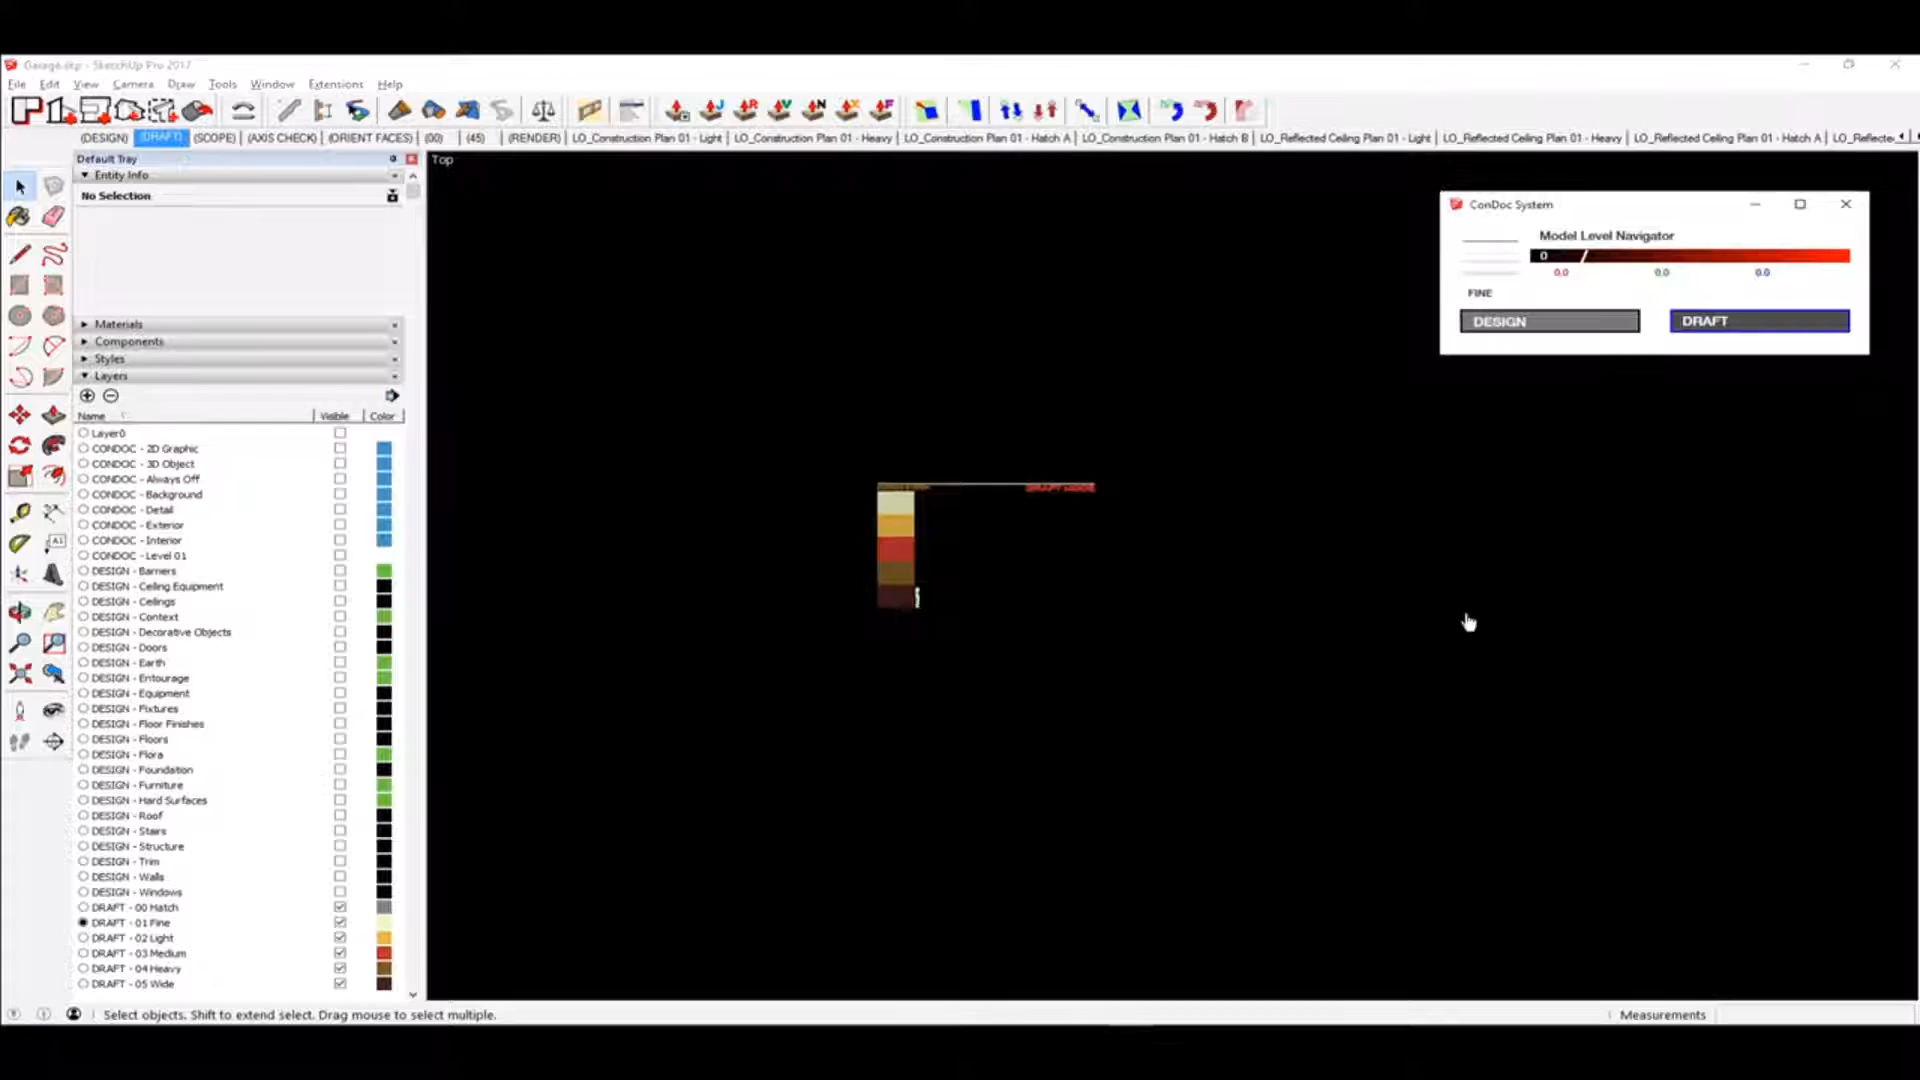 Garage.skp - SketchUp Pro 2017
File Edit View Camera Draw Tools Window Extensions Help
(DESIGN) (DRAFT) (SCOPE) (AXIS CHECK) (ORIENT FACES) (00) (45) (RENDER) LO_Construction Plan 01 - Light LO_Construction Plan 01 - Heavy LO_Construction Plan 01 - Hatch A LO_Construction Plan 01 - Hatch B LO_Reflected Ceiling Plan 01 - Light LO_Reflected Ceiling Plan 01 - Heavy LO_Reflected Ceiling Plan 01 - Hatch A LO_Reflecte
Default Tray
Top
Entity Info
No Selection
ConDoc System
Model Level Navigator
0
0.0 0.0 0.0
FINE
DESIGN DRAFT
Materials
Components
Styles
Layers
Name Visible Color
Layer0
CONDOC - 2D Graphic
CONDOC - 3D Object
CONDOC - Always Off
CONDOC - Background
CONDOC - Detail
CONDOC - Exterior
CONDOC - Interior
CONDOC - Level 01
DESIGN - Barriers
DESIGN - Ceiling Equipment
DESIGN - Ceilings
DESIGN - Context
DESIGN - Decorative Objects
DESIGN - Doors
DESIGN - Earth
DESIGN - Entourage
DESIGN - Equipment
DESIGN - Fixtures
DESIGN - Floor Finishes
DESIGN - Floors
DESIGN - Flora
DESIGN - Foundation
DESIGN - Furniture
DESIGN - Hard Surfaces
DESIGN - Roof
DESIGN - Stairs
DESIGN - Structure
DESIGN - Trim
DESIGN - Walls
DESIGN - Windows
DRAFT - 00 Hatch
DRAFT - 01 Fine
DRAFT - 02 Light
DRAFT - 03 Medium
DRAFT - 04 Heavy
DRAFT - 05 Wide
Select objects. Shift to extend select. Drag mouse to select multiple.
Measurements